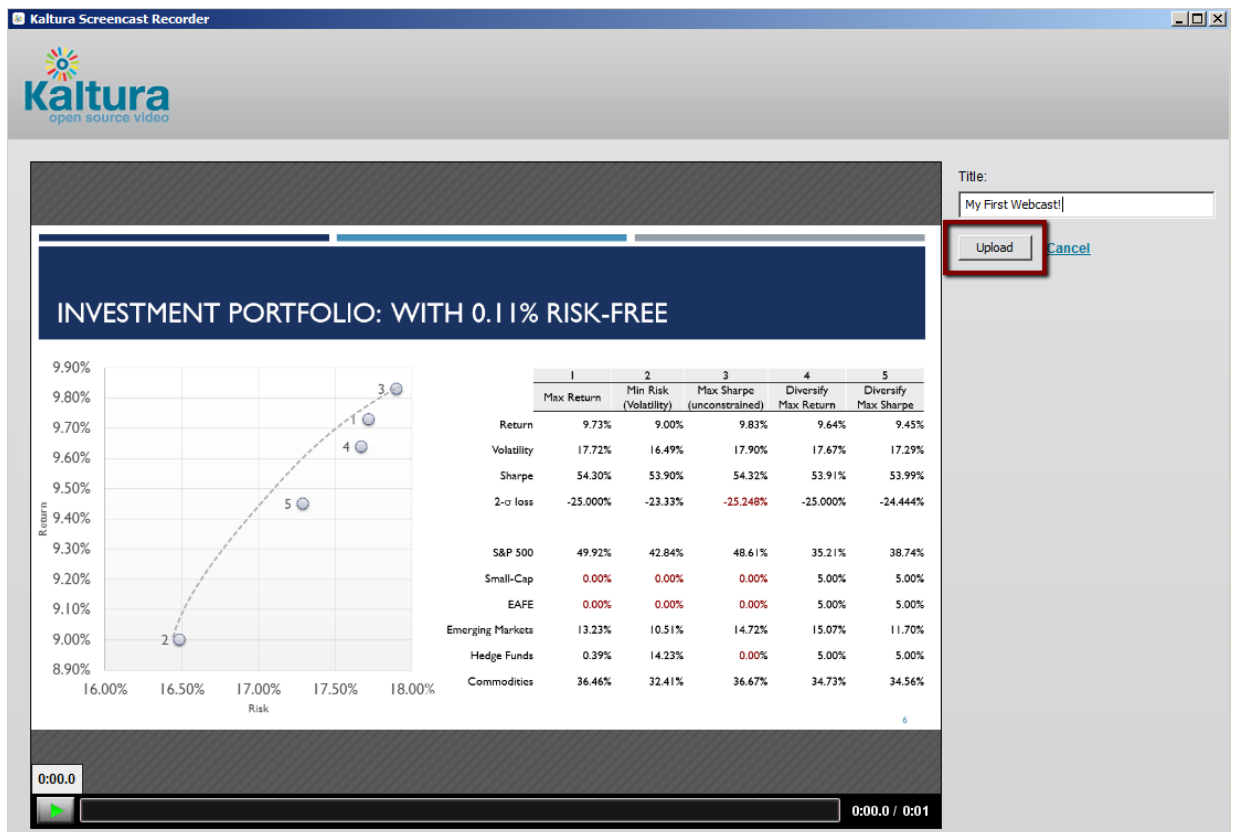 Kaltura Screencast Recorder
Kaltura
open source video
Title:
My First Webcast!
Upload Cancel
INVESTMENT PORTFOLIO: WITH 0.11% RISK-FREE
9.90%
9.80%
9.70%
9.60%
9.50%
9.40%
9.30%
9.20%
9.10%
9.00%
8.90%
Return
3
1
4
5
2
16.00% 16.50% 17.00% 17.50% 18.00%
Risk
1 2 3 4 5
Max Return Min Risk (Volatility) Max Sharpe (unconstrained) Diversify Max Return Diversify Max Sharpe
Return 9.73% 9.00% 9.83% 9.64% 9.45%
Volatility 17.72% 16.49% 17.90% 17.67% 17.29%
Sharpe 54.30% 53.90% 54.32% 53.91% 53.99%
2-σ loss -25.000% -23.33% -25.248% -25.000% -24.444%
S&P 500 49.92% 42.84% 48.61% 35.21% 38.74%
Small-Cap 0.00% 0.00% 0.00% 5.00% 5.00%
EAFE 0.00% 0.00% 0.00% 5.00% 5.00%
Emerging Markets 13.23% 10.51% 14.72% 15.07% 11.70%
Hedge Funds 0.39% 14.23% 0.00% 5.00% 5.00%
Commodities 36.46% 32.41% 36.67% 34.73% 34.56%
6
0:00.0
0:00.0 / 0:01